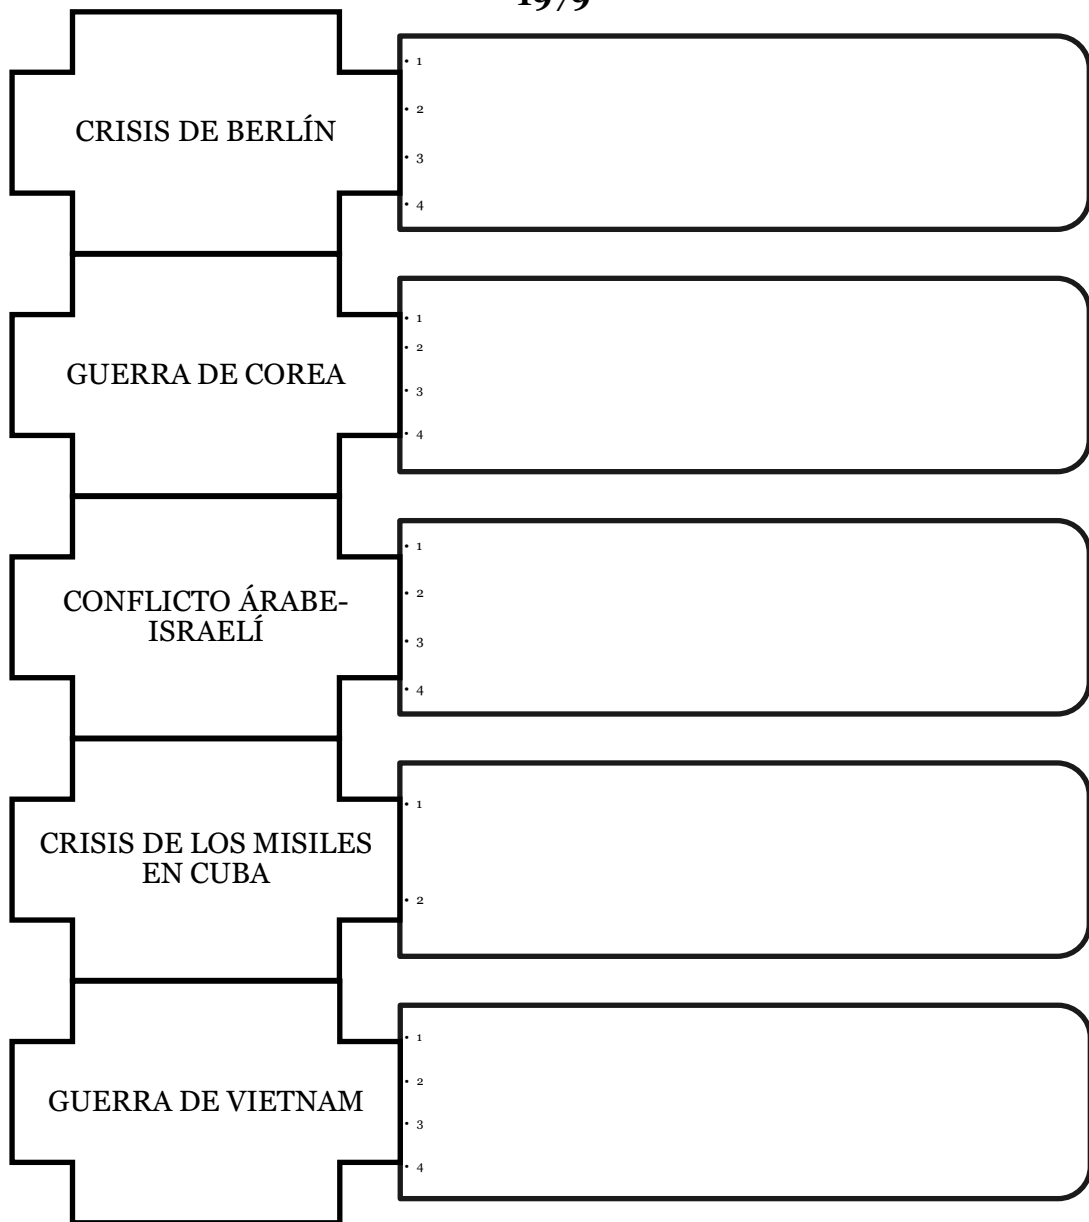 1979
CRISIS DE BERLÍN
• 1
• 2
• 3
• 4
GUERRA DE COREA
• 1
• 2
• 3
• 4
CONFLICTO ÁRABE-
ISRAELÍ
• 1
• 2
• 3
• 4
CRISIS DE LOS MISILES
EN CUBA
• 1
• 2
GUERRA DE VIETNAM
• 1
• 2
• 3
• 4